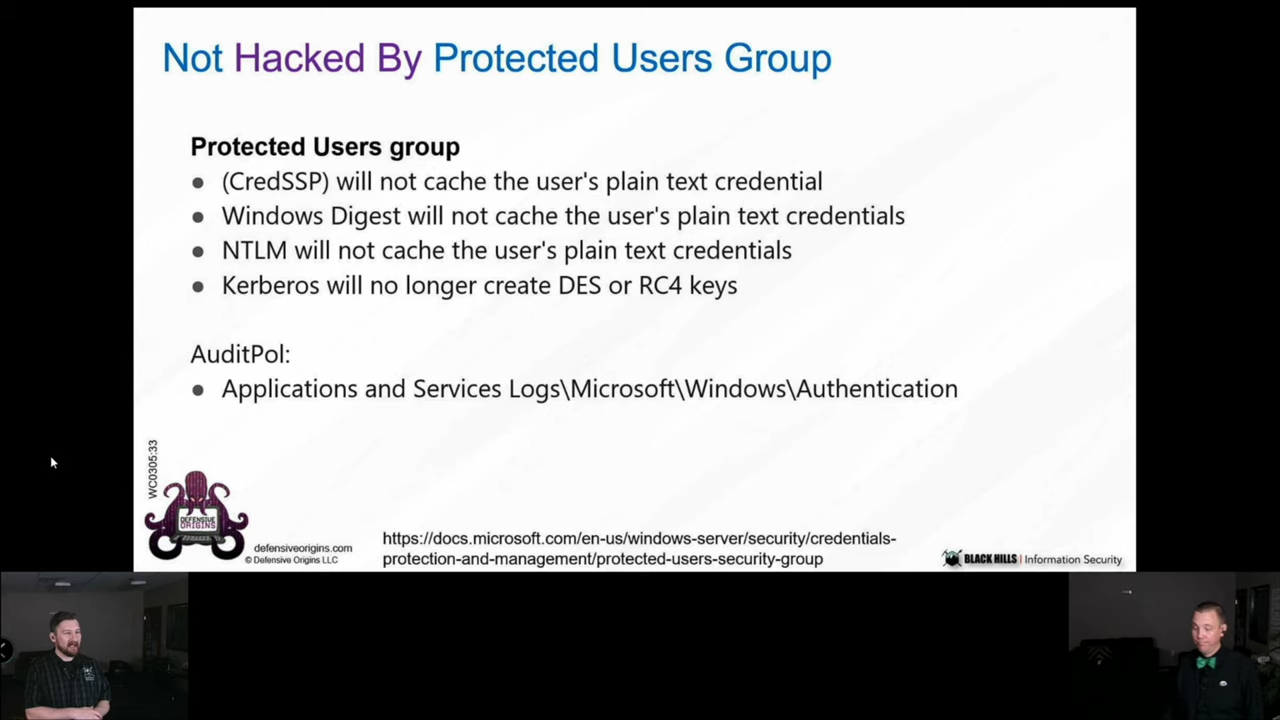 Not Hacked By Protected Users Group
Protected Users group
● (CredSSP) will not cache the user's plain text credential
● Windows Digest will not cache the user's plain text credentials
● NTLM will not cache the user's plain text credentials
● Kerberos will no longer create DES or RC4 keys
AuditPol:
● Applications and Services Logs\Microsoft\Windows\Authentication
WC0305:33
DEFENSIVE
ORIGINS
defensiveorigins.com
© Defensive Origins LLC
https://docs.microsoft.com/en-us/windows-server/security/credentials-
protection-and-management/protected-users-security-group
BLACK HILLS | Information Security